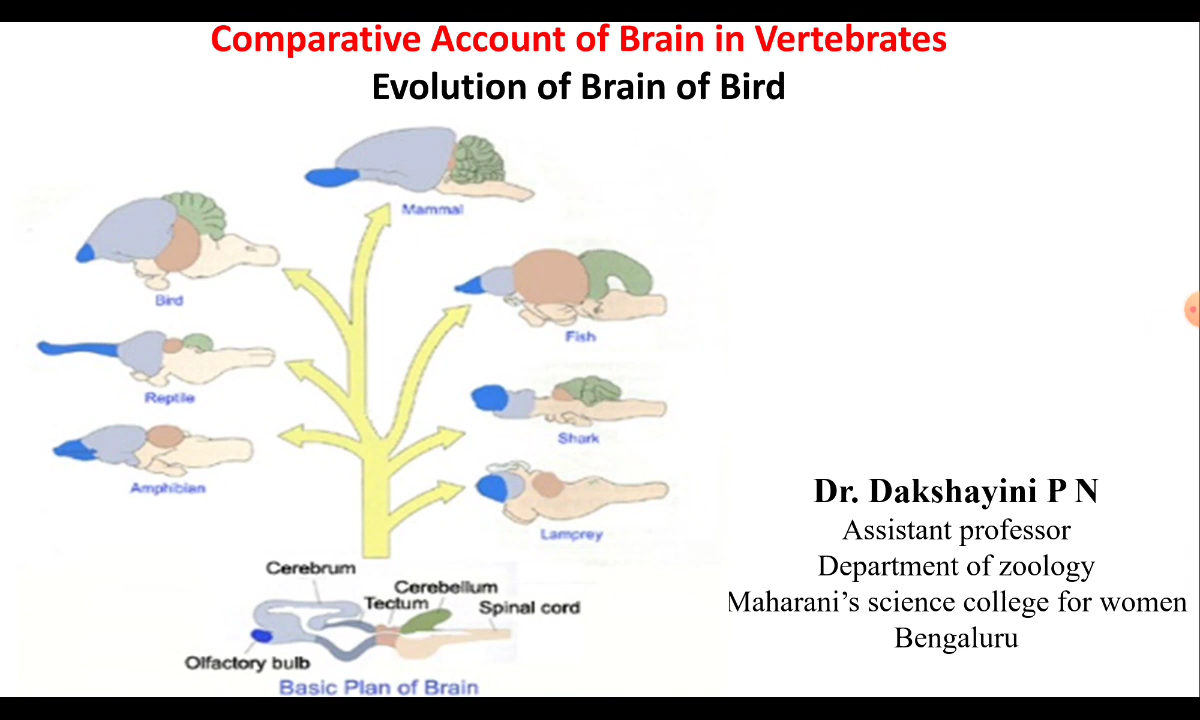 Comparative Account of Brain in Vertebrates
Evolution of Brain of Bird
Mammal
Bird
Fish
Reptile
Shark
Amphibian
Lamprey
Cerebrum
Cerebellum
Tectum
Spinal cord
Olfactory bulb
Basic Plan of Brain
Dr. Dakshayini P N
Assistant professor
Department of zoology
Maharani’s science college for women
Bengaluru